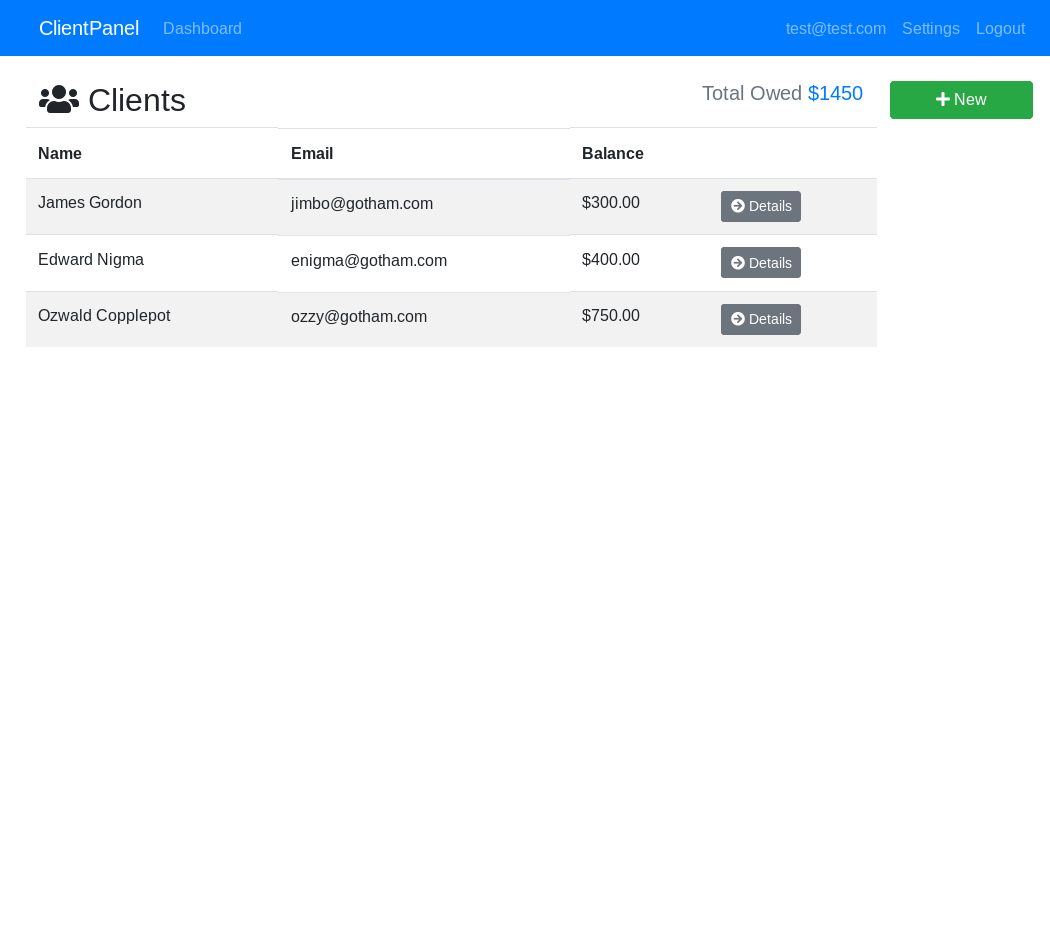 ClientPanel Dashboard test@test.com Settings Logout
Clients Total Owed $1450 New
Name Email Balance
James Gordon jimbo@gotham.com $300.00 Details
Edward Nigma enigma@gotham.com $400.00 Details
Ozwald Copplepot ozzy@gotham.com $750.00 Details